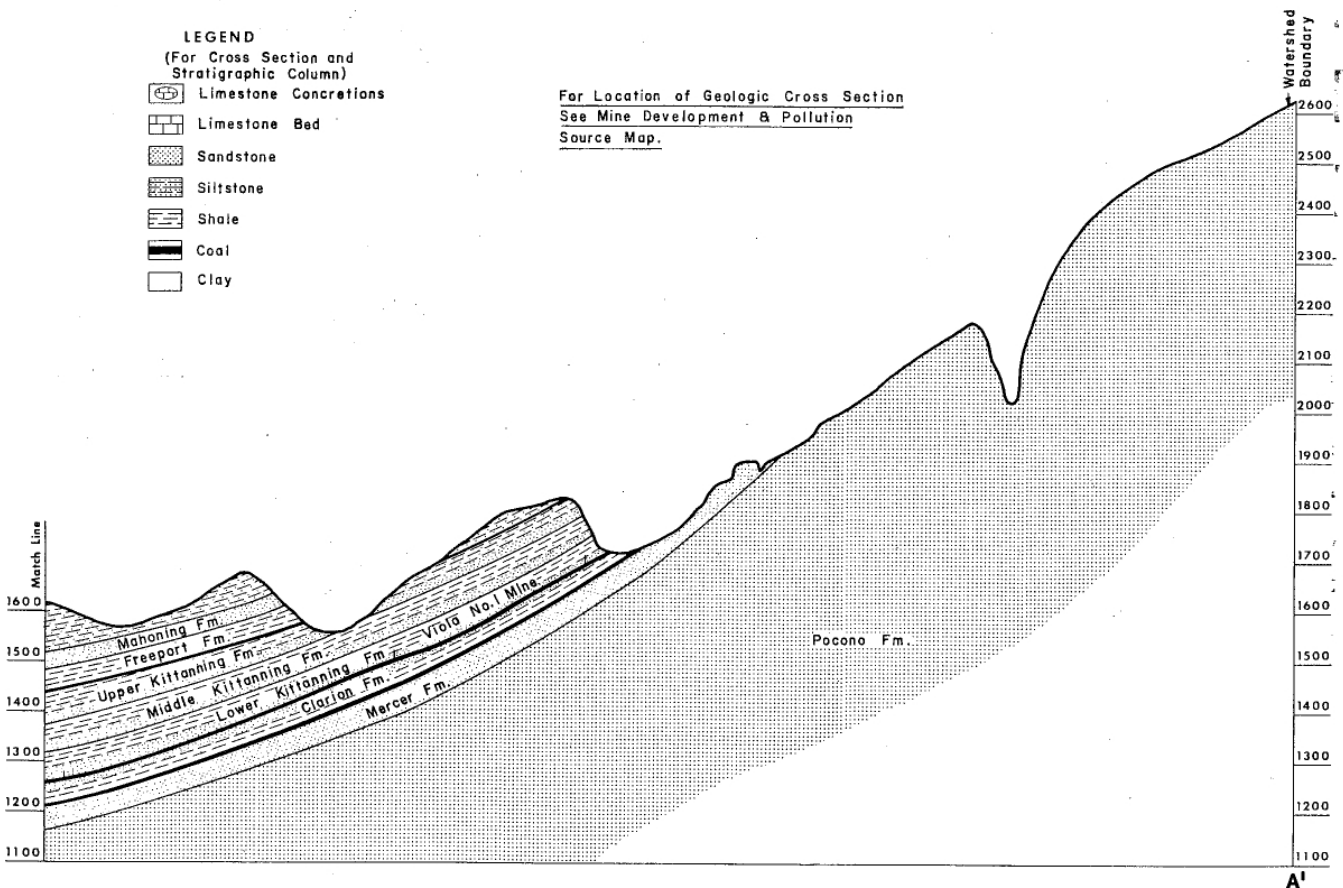 LEGEND
(For Cross Section and
Stratigraphic Column)
Limestone Concretions
Limestone Bed
Sandstone
Siltstone
Shale
Coal
Clay
For Location of Geologic Cross Section
See Mine Development & Pollution
Source Map.
Watershed
Boundary
2600
2500
2400
2300
2200
2100
2000
1900
1800
1700
1600
1500
1400
1300
1200
1100
A'
Match Line
1600
1500
1400
1300
1200
1100
Mahoning Fm.
Freeport Fm.
Upper Kittanning Fm.
Middle Kittanning Fm.
Viola No.1 Mine
Lower Kittanning Fm.
Clarion Fm.
Mercer Fm.
Pocono Fm.